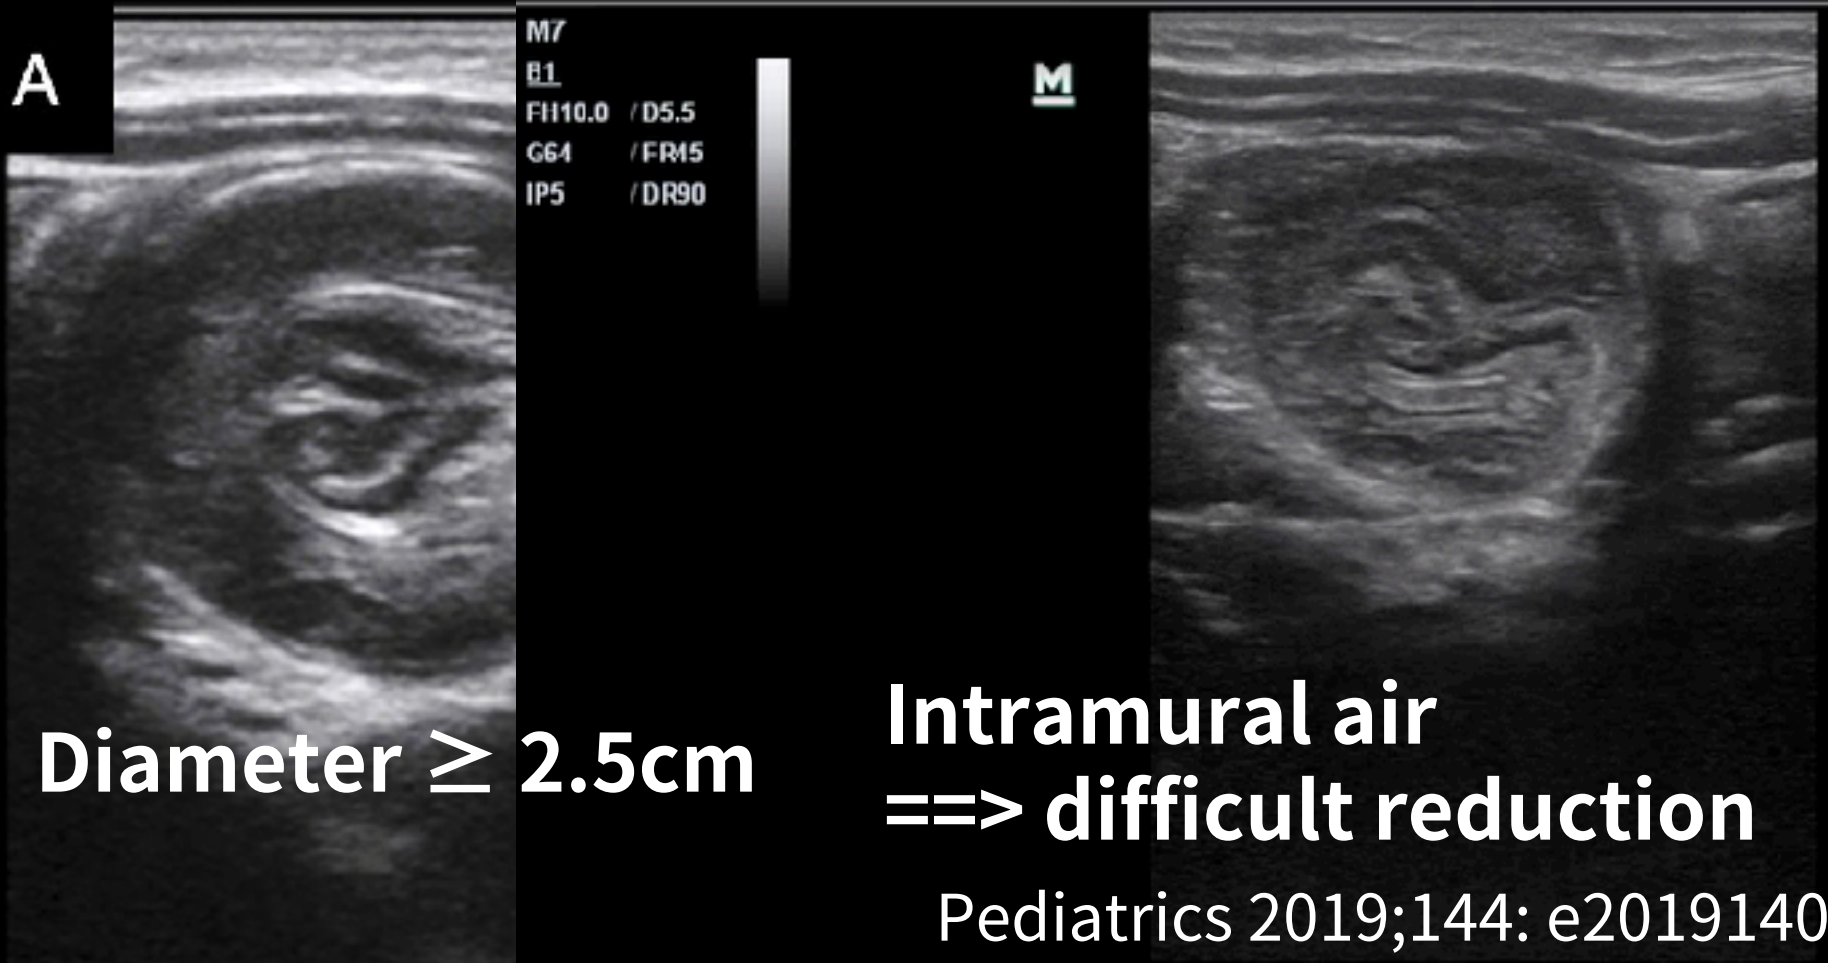 A
M7
B1
FH10.0 / D5.5
G64 / FR45
IP5 / DR90
M
Diameter ≥ 2.5cm
Intramural air
==> difficult reduction
Pediatrics 2019;144: e2019140